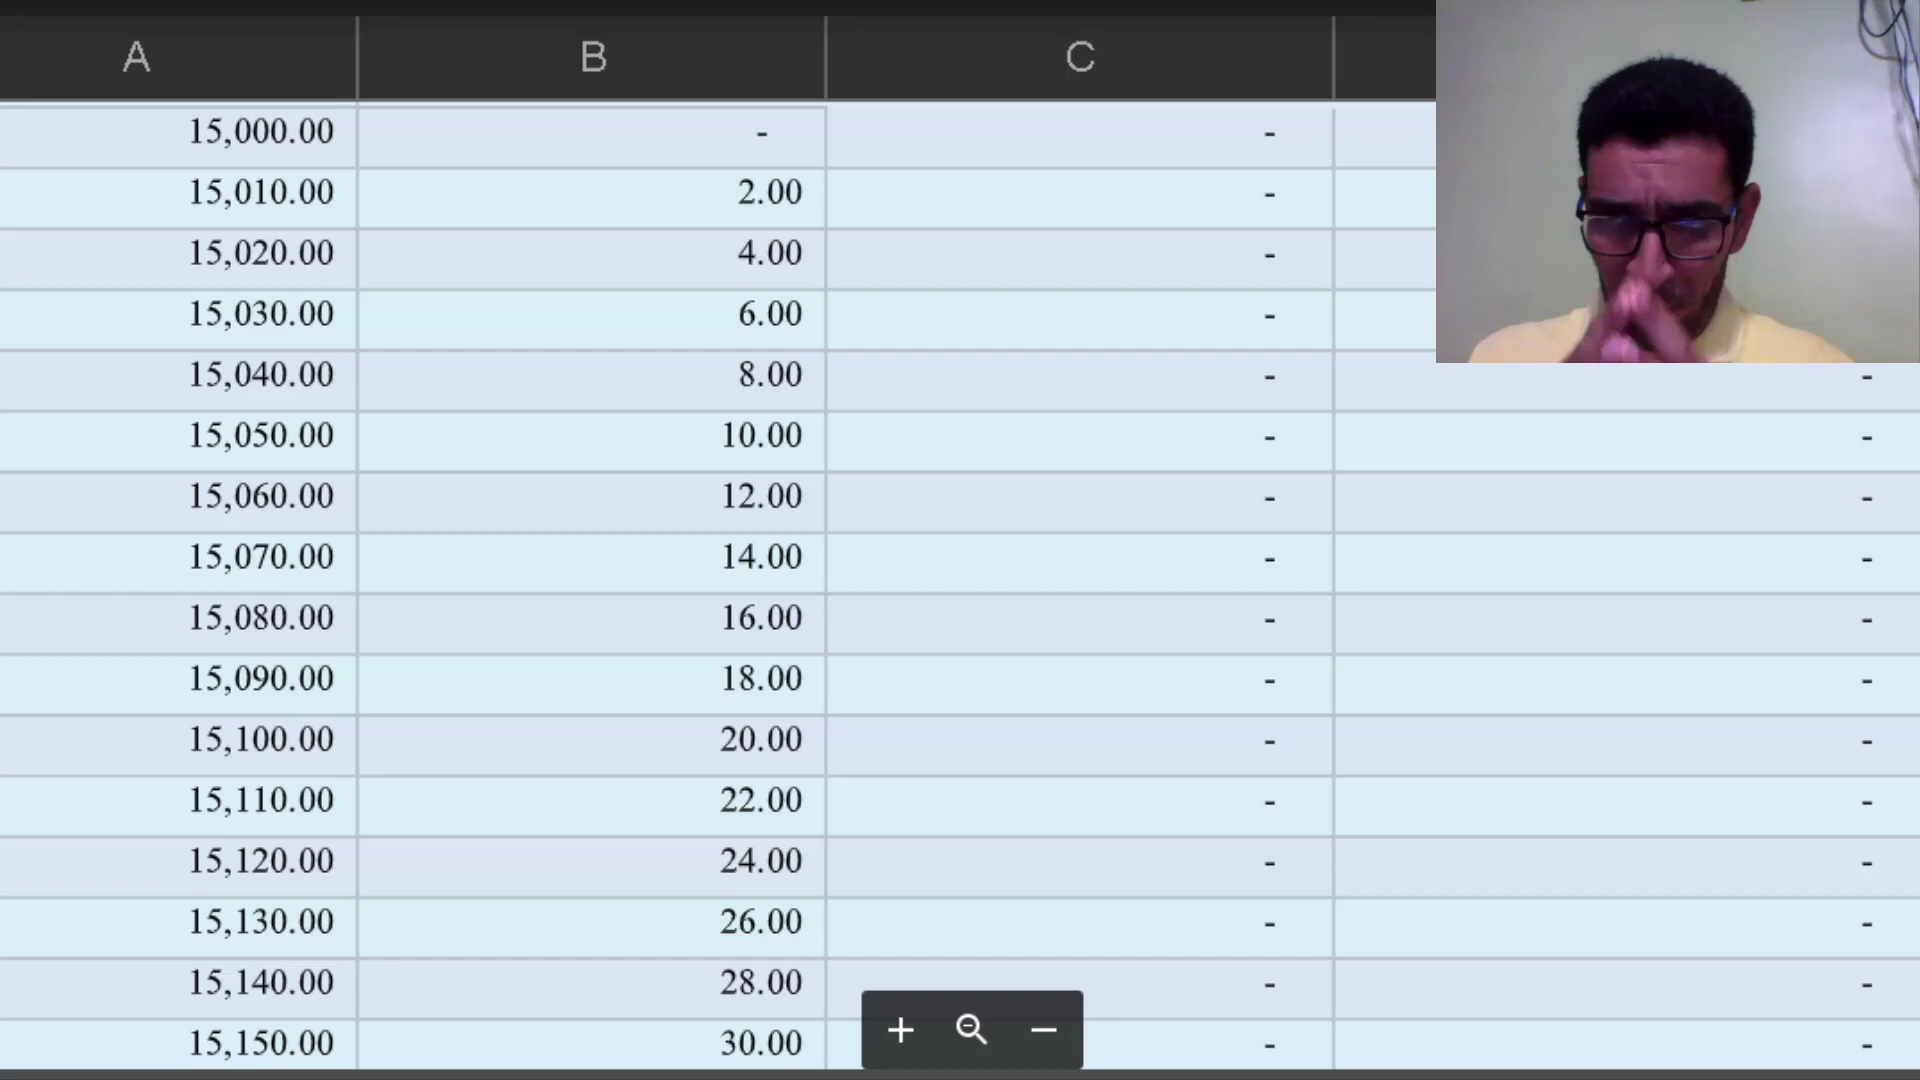 A B C
15,000.00 - -
15,010.00 2.00 -
15,020.00 4.00 -
15,030.00 6.00 -
15,040.00 8.00 - -
15,050.00 10.00 - -
15,060.00 12.00 - -
15,070.00 14.00 - -
15,080.00 16.00 - -
15,090.00 18.00 - -
15,100.00 20.00 - -
15,110.00 22.00 - -
15,120.00 24.00 - -
15,130.00 26.00 - -
15,140.00 28.00 - -
15,150.00 30.00 - -